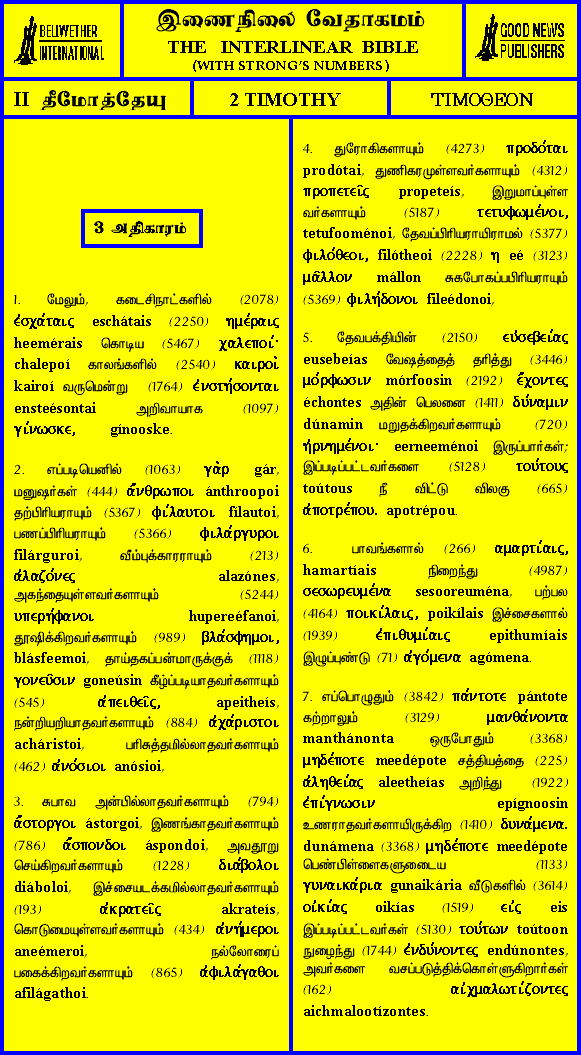 BELIWETHER
INTERNATIONAL
இணைநிலை வேதாகமம்
THE INTERLINEAR BIBLE
(WITH STRONG'S NUMBERS)
GOOD NEWS
PUBLISHERS
II தீமோத்தேயு
2 TIMOTHY
ΤΙΜΟΘΕΟΝ
3 அதிகாரம்
1. மேலும், கடைசிநாட்களில் (2078)
ἐσχάταις eschátais (2250) ημέραις
heemérais கொடிய (5467) χαλεποί·
chalepoí காலங்களில் (2540) καιροὶ
kairoí வருமென்று (1764) ἐνστήσονται
ensteésontai அறிவாயாக (1097)
γίνωσκε, gínooske.
2. எப்படியெனில் (1063) γὰρ gár,
மனுஷர்கள் (444) ἄνθρωποι ánthroopoi
தற்பிரியராயும் (5367) φίλαυτοι fílautoi,
பணப்பிரியராயும் (5366) φιλάργυροι
filárguroi, வீம்புக்காரராயும் (213)
ἀλαζόνες alazónes,
அகந்தையுள்ளவர்களாயும் (5244)
υπερήφανοι hupereéfanoi,
தூஷிக்கிறவர்களாயும் (989) βλάσφημοι,
blásfeemoi, தாய்தகப்பன்மாருக்குக் (1118)
γονεῦσιν goneúsin கீழ்ப்படியாதவர்களாயும்
(545) ἀπειθεῖς, apeitheís,
நன்றியறியாதவர்களாயும் (884) ἀχάριστοι
acháristoi, பரிசுத்தமில்லாதவர்களாயும்
(462) ἀνόσιοι anósioi,
3. சுபாவ அன்பில்லாதவர்களாயும் (794)
ἄστοργοι ástorgoi, இணங்காதவர்களாயும்
(786) ἄσπονδοι áspondoi, அவதூறு
செய்கிறவர்களாயும் (1228) διάβολοι
diáboloi, இச்சையடக்கமில்லாதவர்களாயும்
(193) ἀκρατεῖς akrateís,
கொடுமையுள்ளவர்களாயும் (434) ἀνήμεροι
aneémeroi, நல்லோரைப்
பகைக்கிறவர்களாயும் (865) ἀφιλάγαθοι
afilágathoi.
4. துரோகிகளாயும் (4273) προδόται
prodótai, துணிகரமுள்ளவர்களாயும் (4312)
προπετεῖς propeteís, இறுமாப்புள்ள
வர்களாயும் (5187) τετυφωμένοι,
tetufooménoi, தேவப்பிரியராயிராமல் (5377)
φιλόθεοι, filótheoi (2228) η eé (3123)
μᾶλλον mállon சுகபோகப்பிரியராயும்
(5369) φιλήδονοι fileédonoi,
5. தேவபக்தியின் (2150) εὐσεβείας
eusebeías வேஷத்தைத் தரித்து (3446)
μόρφωσιν mórfoosin (2192) ἔχοντες
échontes அதின் பெலனை (1411) δύναμιν
dúnamin மறுதக்கிறவர்களாயும் (720)
ἠρνημένοι· eerneeménoi இருப்பார்கள்;
இப்படிப்பட்டவர்களை (5128) τούτους
toútous நீ விட்டு விலகு (665)
ἀποτρέπου. apotrépou.
6. பாவங்களால் (266) αμαρτίαις,
hamartíais நிறைந்து (4987)
σεσωρευμένα sesooreuména, பற்பல
(4164) ποικίλαις, poikílais இச்சைகளால்
(1939) ἐπιθυμίαις epithumíais
இழுப்புண்டு (71) ἀγόμενα agómena.
7. எப்பொழுதும் (3842) πάντοτε pántote
கற்றாலும் (3129) μανθάνοντα
manthánonta ஒருபோதும் (3368)
μηδέποτε meedépote சத்தியத்தை (225)
ἀληθείας aleetheías அறிந்து (1922)
ἐπίγνωσιν epígnoosin
உணராதவர்களாயிருக்கிற (1410) δυνάμενα.
dunámena (3368) μηδέποτε meedépote
பெண்பிள்ளைகளுடைய (1133)
γυναικάρια gunaikária வீடுகளில் (3614)
οἰκίας oikías (1519) εἰς eis
இப்படிப்பட்டவர்கள் (5130) τούτων toútoon
நுழைந்து (1744) ἐνδύνοντες endúnontes,
அவர்களை வசப்படுத்திக்கொள்ளுகிறார்கள்
(162) αἰχμαλωτίζοντες
aichmalootízontes.